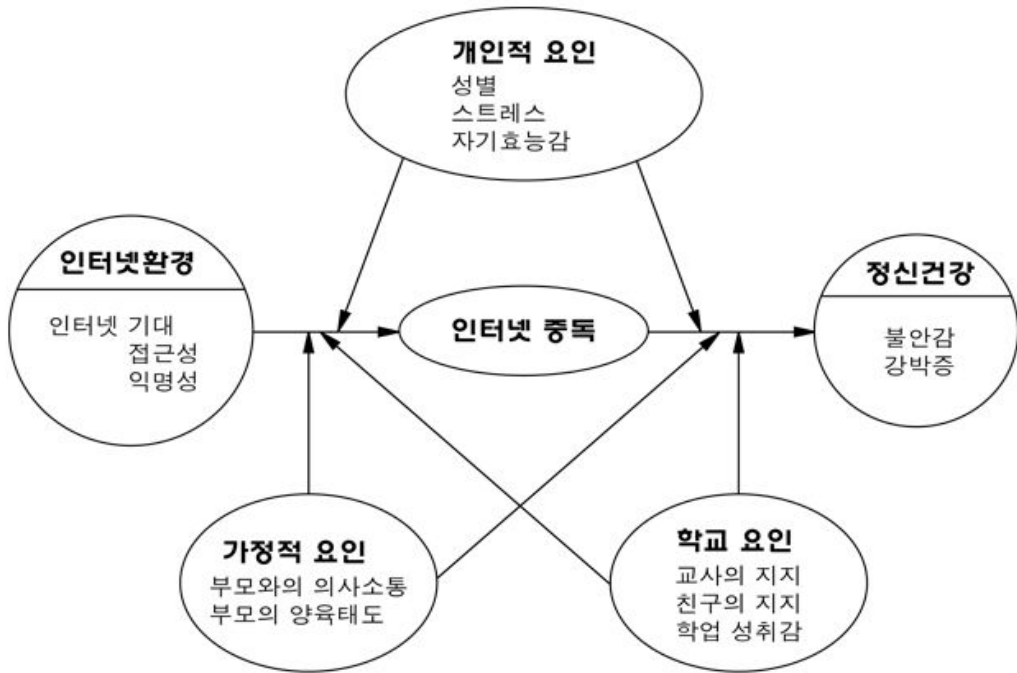 개인적 요인
성별
스트레스
자기효능감
인터넷환경
인터넷 기대
접근성
익명성
인터넷 중독
정신건강
불안감
강박증
가정적 요인
부모와의 의사소통
부모의 양육태도
학교 요인
교사의 지지
친구의 지지
학업 성취감